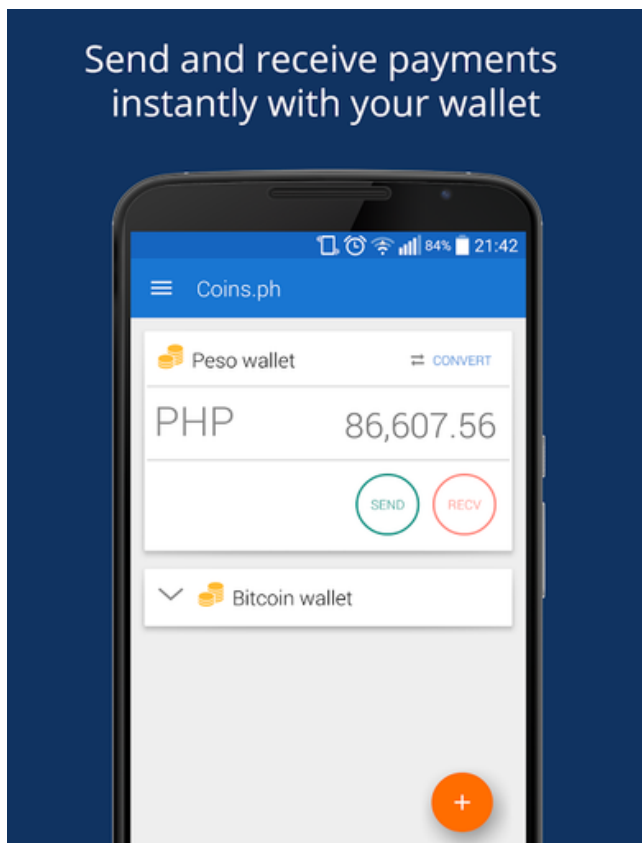 Send and receive payments
instantly with your wallet
84% 21:42
Coins.ph
Peso wallet CONVERT
PHP 86,607.56
SEND RECV
Bitcoin wallet
+